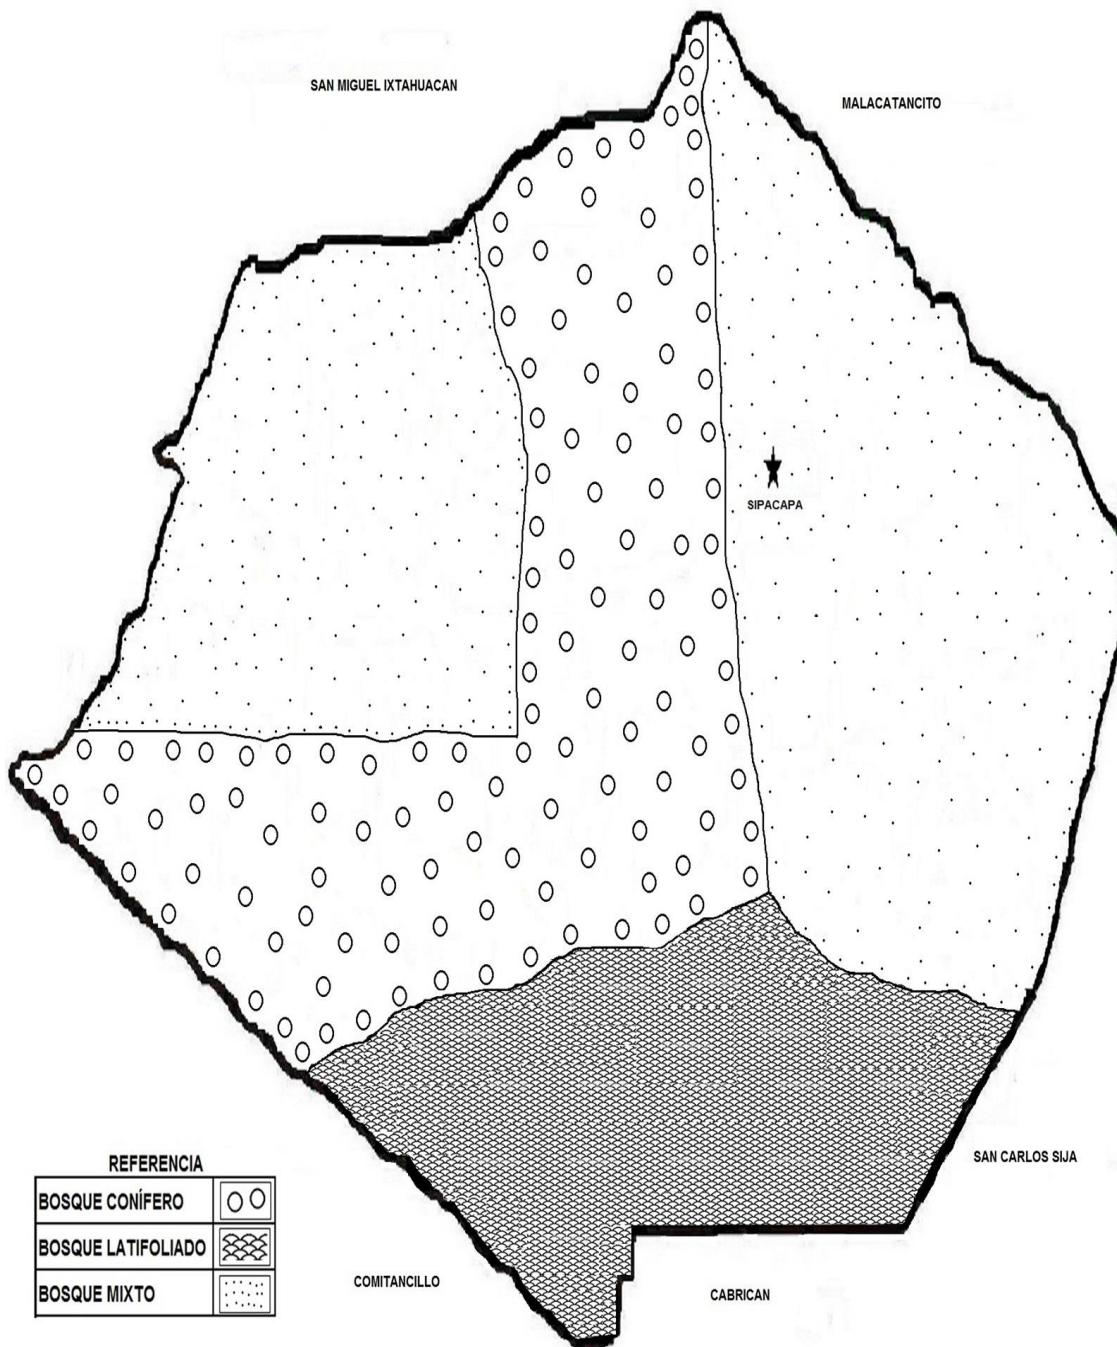 SAN MIGUEL IXTAHUACAN
MALACATANCITO
SIPACAPA
SAN CARLOS SIJA
REFERENCIA
BOSQUE CONÍFERO
BOSQUE LATIFOLIADO
BOSQUE MIXTO
COMITANCILLO
CABRICAN